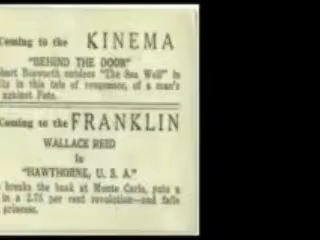 Coming to the KINEMA
"BEHIND THE DOOR"
Bosworth outdoes "The Sea Wolf" in
in this tale of vengeance, of a man's
against Fate.
Coming to the FRANKLIN
WALLACE REID
In
"HAWTHORNE, U. S. A."
breaks the bank at Monte Carlo, puts a
in a 2.75 per cent revolution—and falls
princess.